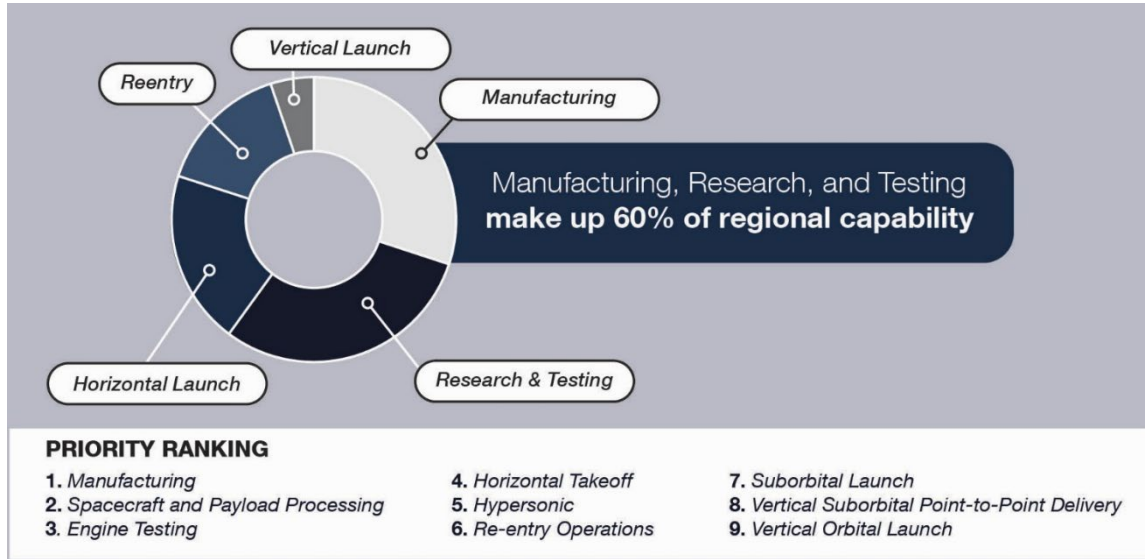 Vertical Launch
Reentry
Manufacturing
Manufacturing, Research, and Testing
make up 60% of regional capability
Horizontal Launch
Research & Testing
PRIORITY RANKING
1. Manufacturing
2. Spacecraft and Payload Processing
3. Engine Testing
4. Horizontal Takeoff
5. Hypersonic
6. Re-entry Operations
7. Suborbital Launch
8. Vertical Suborbital Point-to-Point Delivery
9. Vertical Orbital Launch